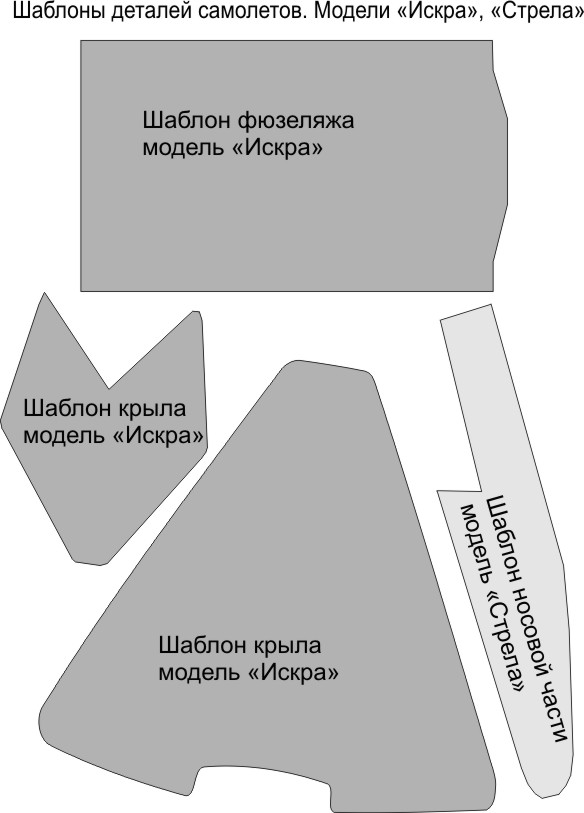 Шаблоны деталей самолетов. Модели «Искра», «Стрела»
Шаблон фюзеляжа
модель «Искра»
Шаблон крыла
модель «Искра»
Шаблон носовой части
модель «Стрела»
Шаблон крыла
модель «Искра»